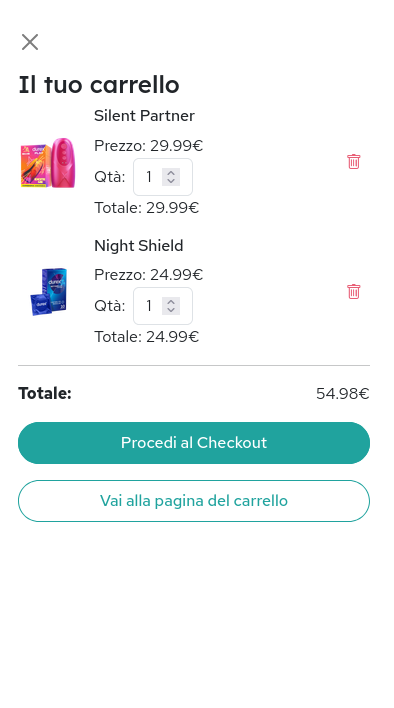 Il tuo carrello
Silent Partner
Prezzo: 29.99€
Qtà: 1
Totale: 29.99€
Night Shield
Prezzo: 24.99€
Qtà: 1
Totale: 24.99€
Totale: 54.98€
Procedi al Checkout
Vai alla pagina del carrello